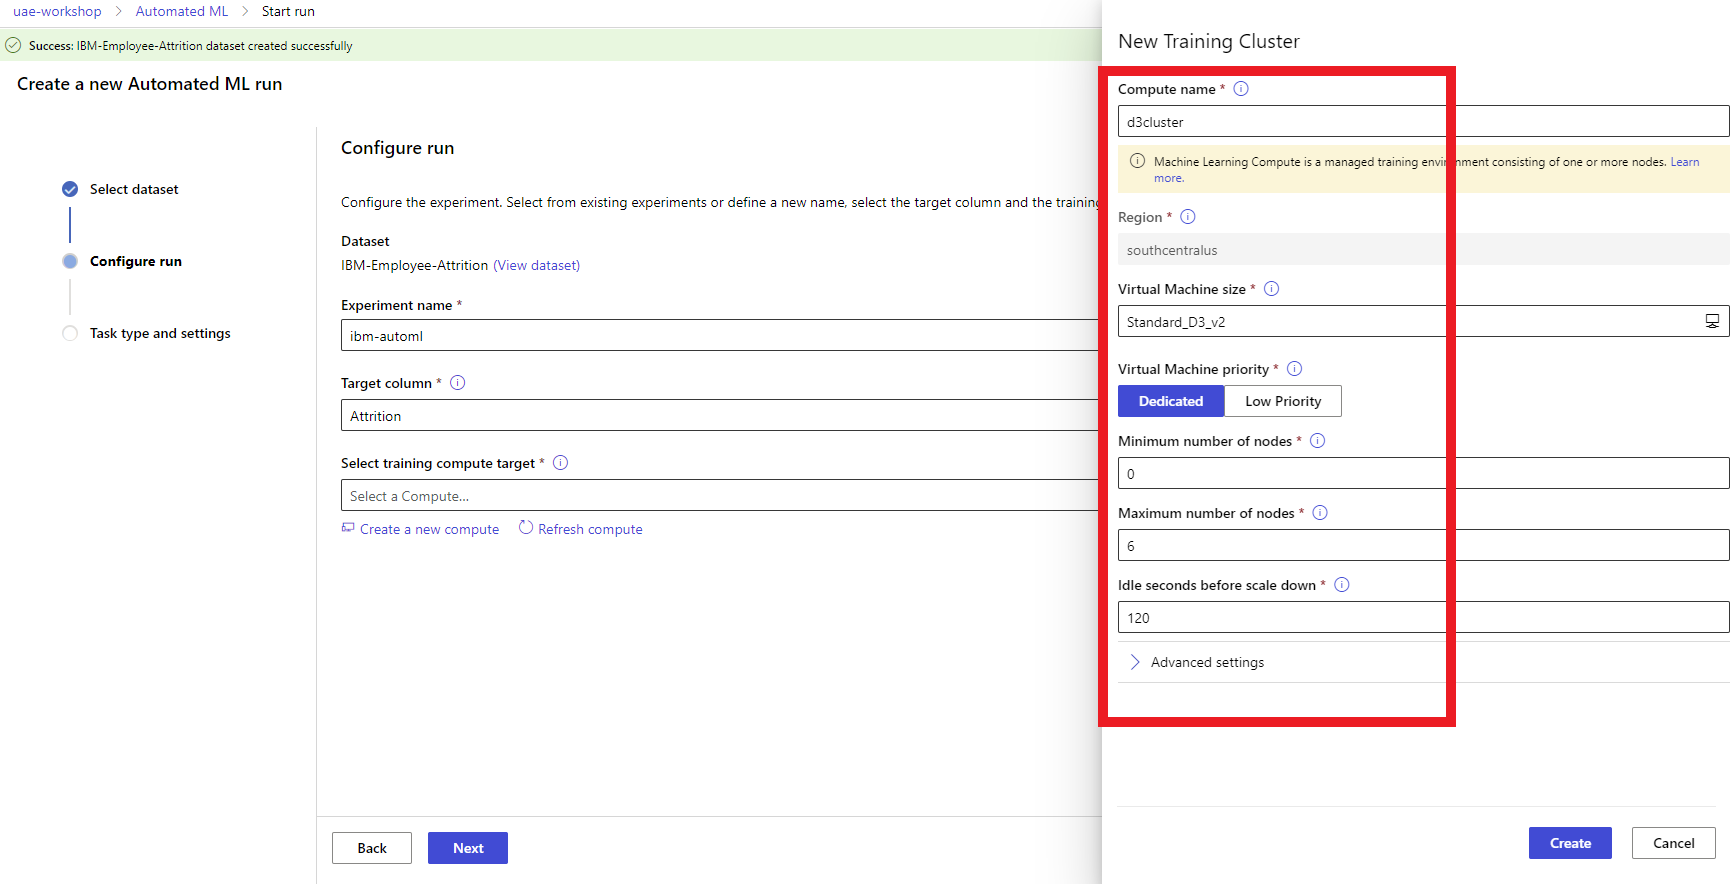 uae-workshop > Automated ML > Start run
Success: IBM-Employee-Attrition dataset created successfully
Create a new Automated ML run
Select dataset
Configure run
Task type and settings
Configure run
Configure the experiment. Select from existing experiments or define a new name, select the target column and the training
Dataset
IBM-Employee-Attrition (View dataset)
Experiment name *
ibm-automl
Target column *
Attrition
Select training compute target *
Select a Compute...
Create a new compute Refresh compute
Back Next
New Training Cluster
Compute name *
d3cluster
Machine Learning Compute is a managed training environment consisting of one or more nodes. Learn
more.
Region *
southcentralus
Virtual Machine size *
Standard_D3_v2
Virtual Machine priority *
Dedicated Low Priority
Minimum number of nodes *
0
Maximum number of nodes *
6
Idle seconds before scale down *
120
Advanced settings
Create Cancel